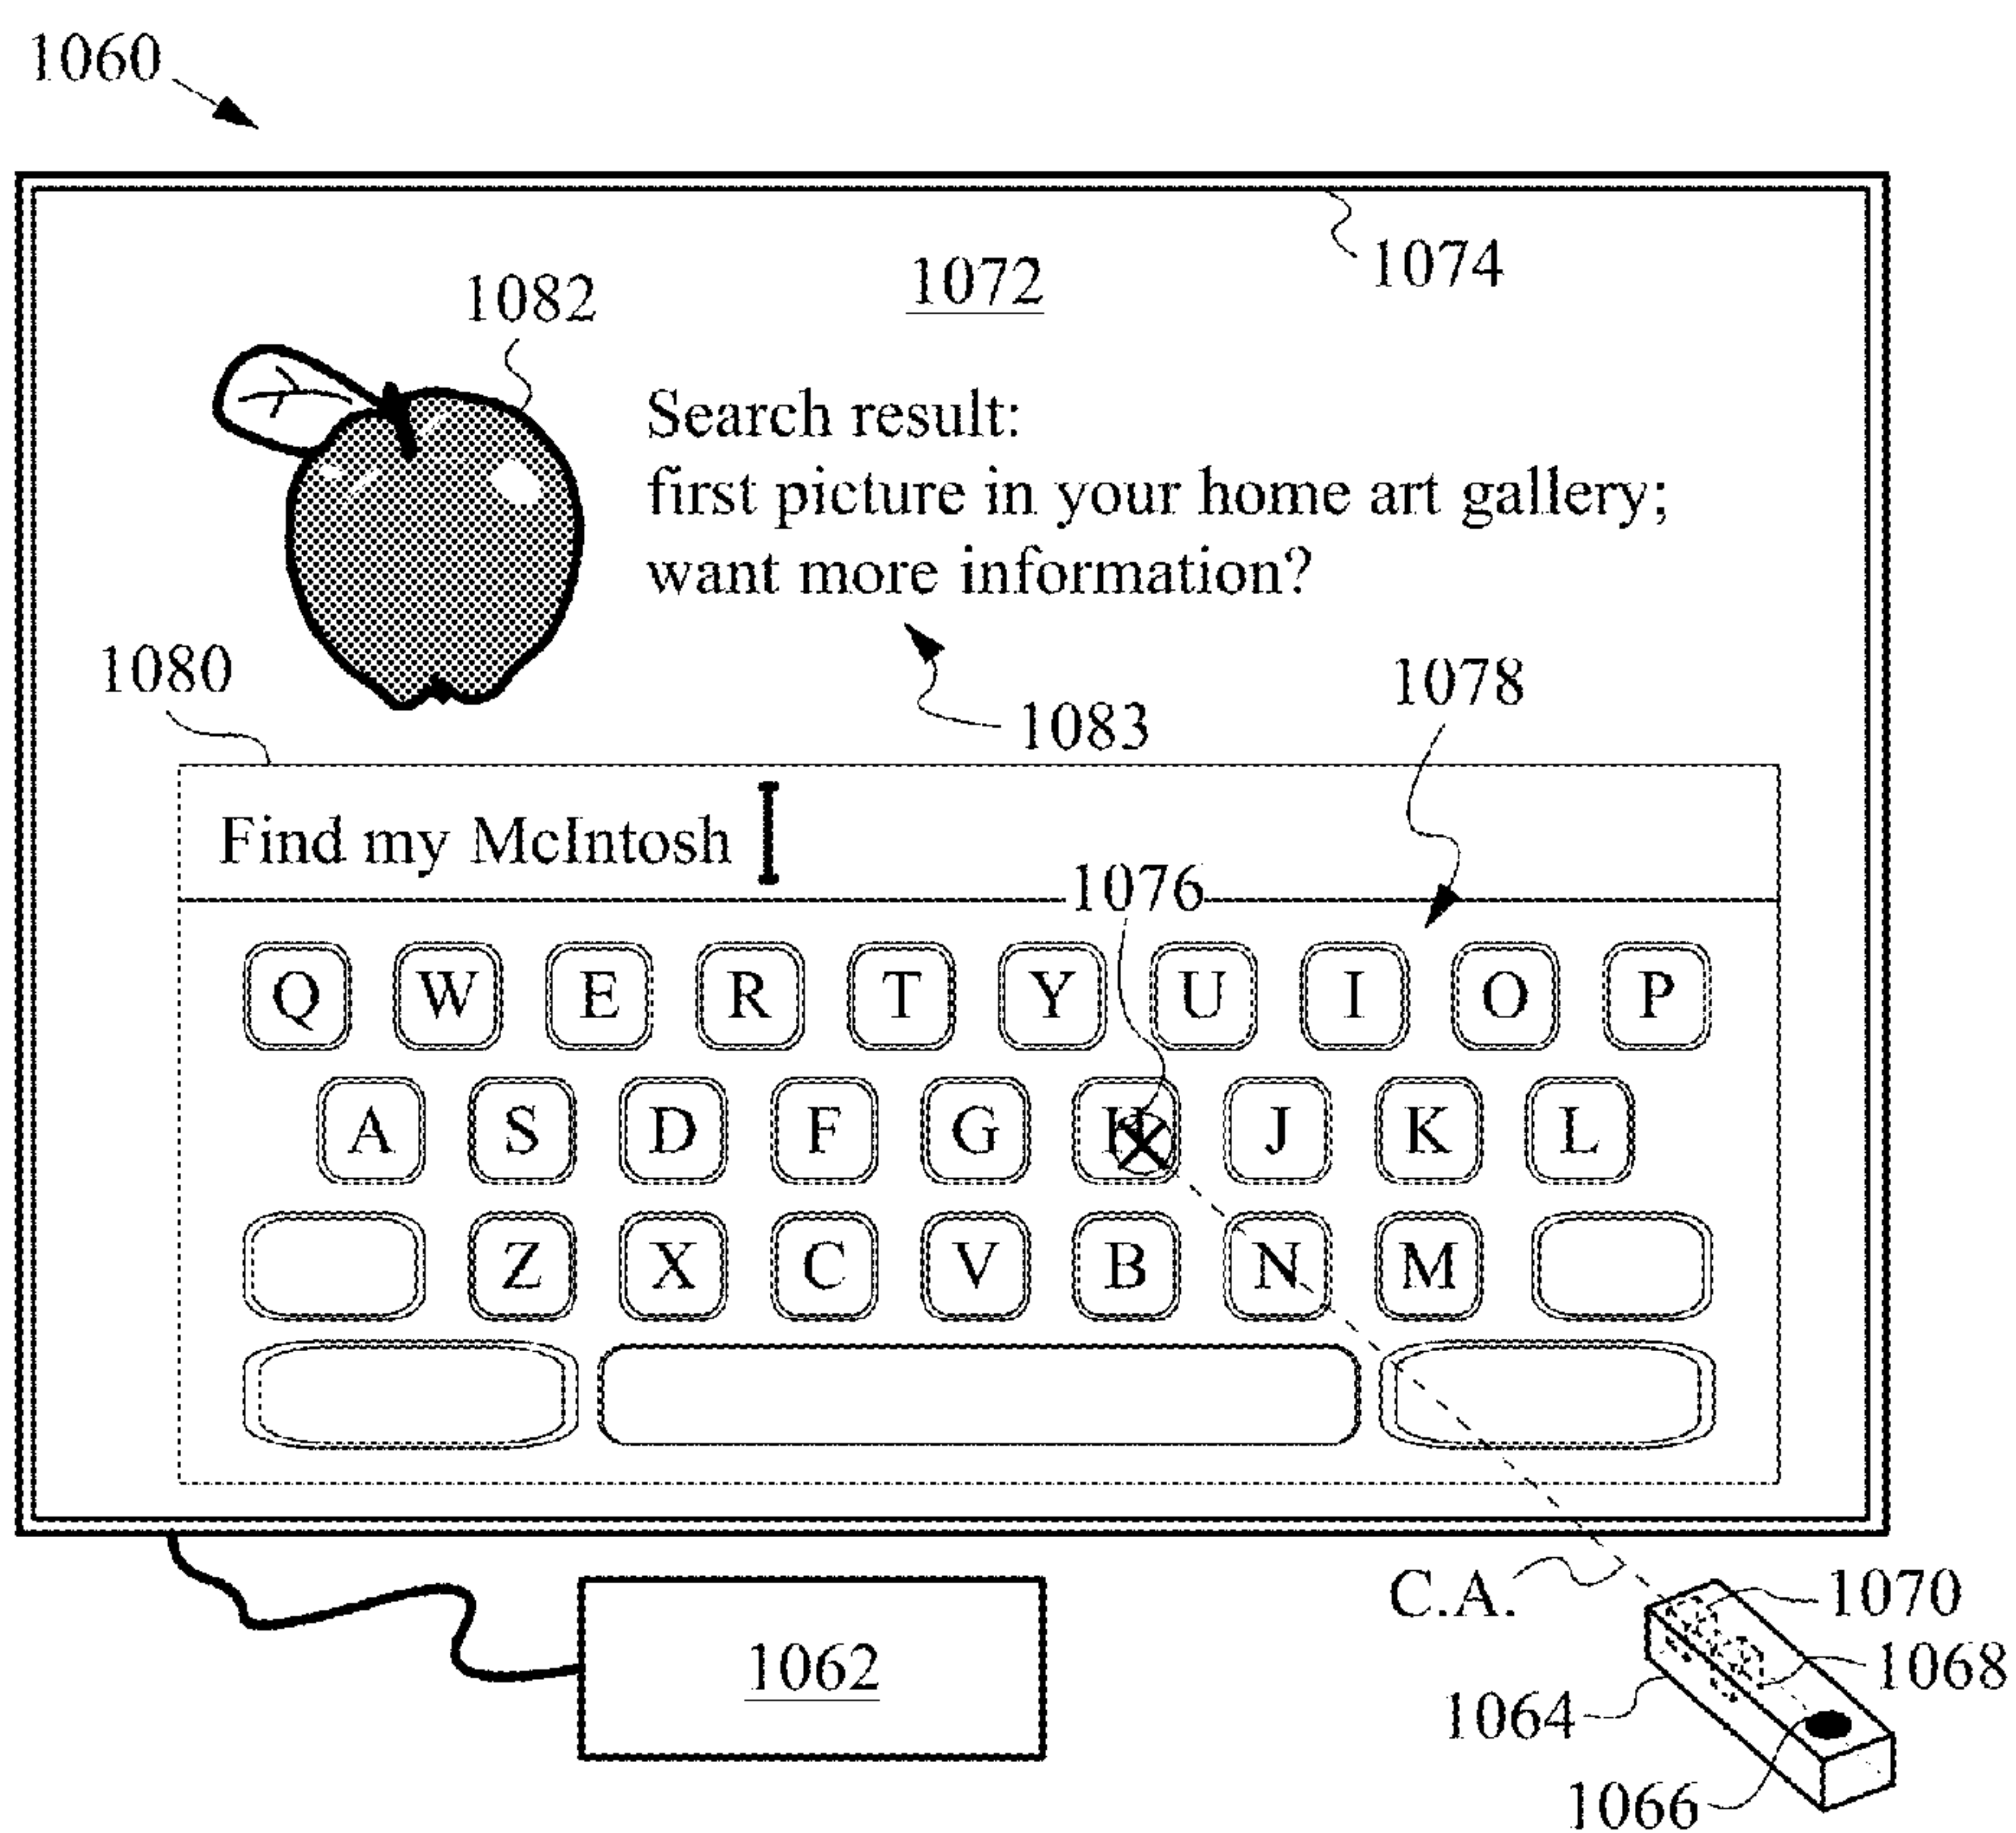 1060
1074
1072
1082
Search result:
first picture in your home art gallery;
want more information?
1080
1078
1083
Find my McIntosh
1076
Q W E R T Y U I O P
A S D F G H J K L
Z X C V B N M
C.A.
1070
1062
1068
1064
1066